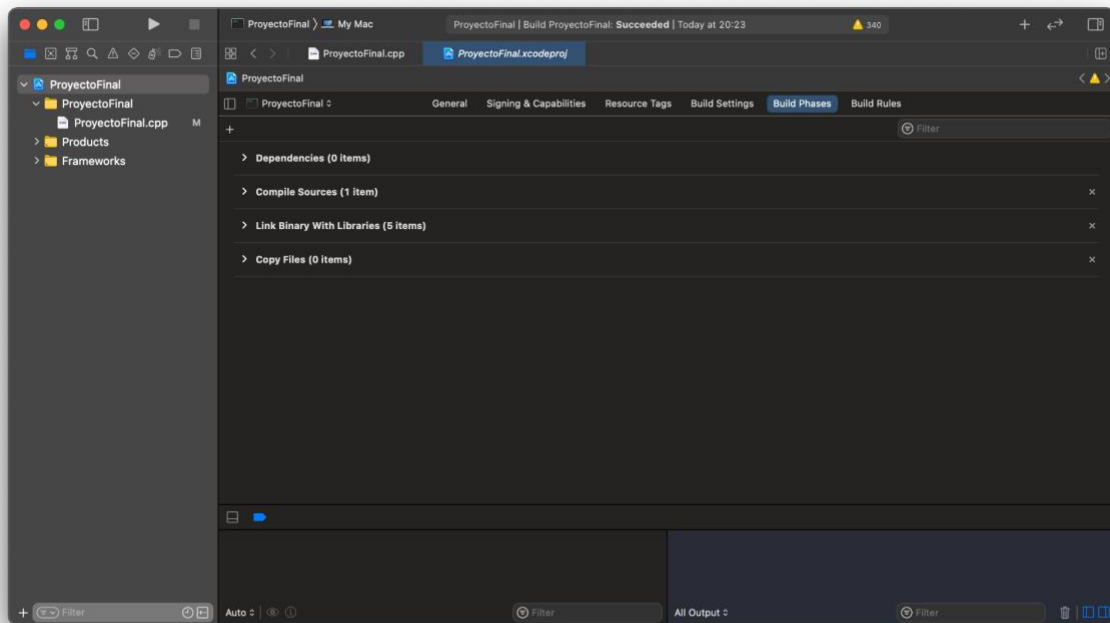 ProyectoFinal 〉 My Mac
ProyectoFinal | Build ProyectoFinal: Succeeded | Today at 20:23
340
ProyectoFinal.cpp
ProyectoFinal.xcodeproj
ProyectoFinal
ProyectoFinal
ProyectoFinal.cpp M
Products
Frameworks
ProyectoFinal
ProyectoFinal
General Signing & Capabilities Resource Tags Build Settings Build Phases Build Rules
Filter
Dependencies (0 items)
Compile Sources (1 item)
Link Binary With Libraries (5 items)
Copy Files (0 items)
Filter
Auto
Filter
All Output
Filter